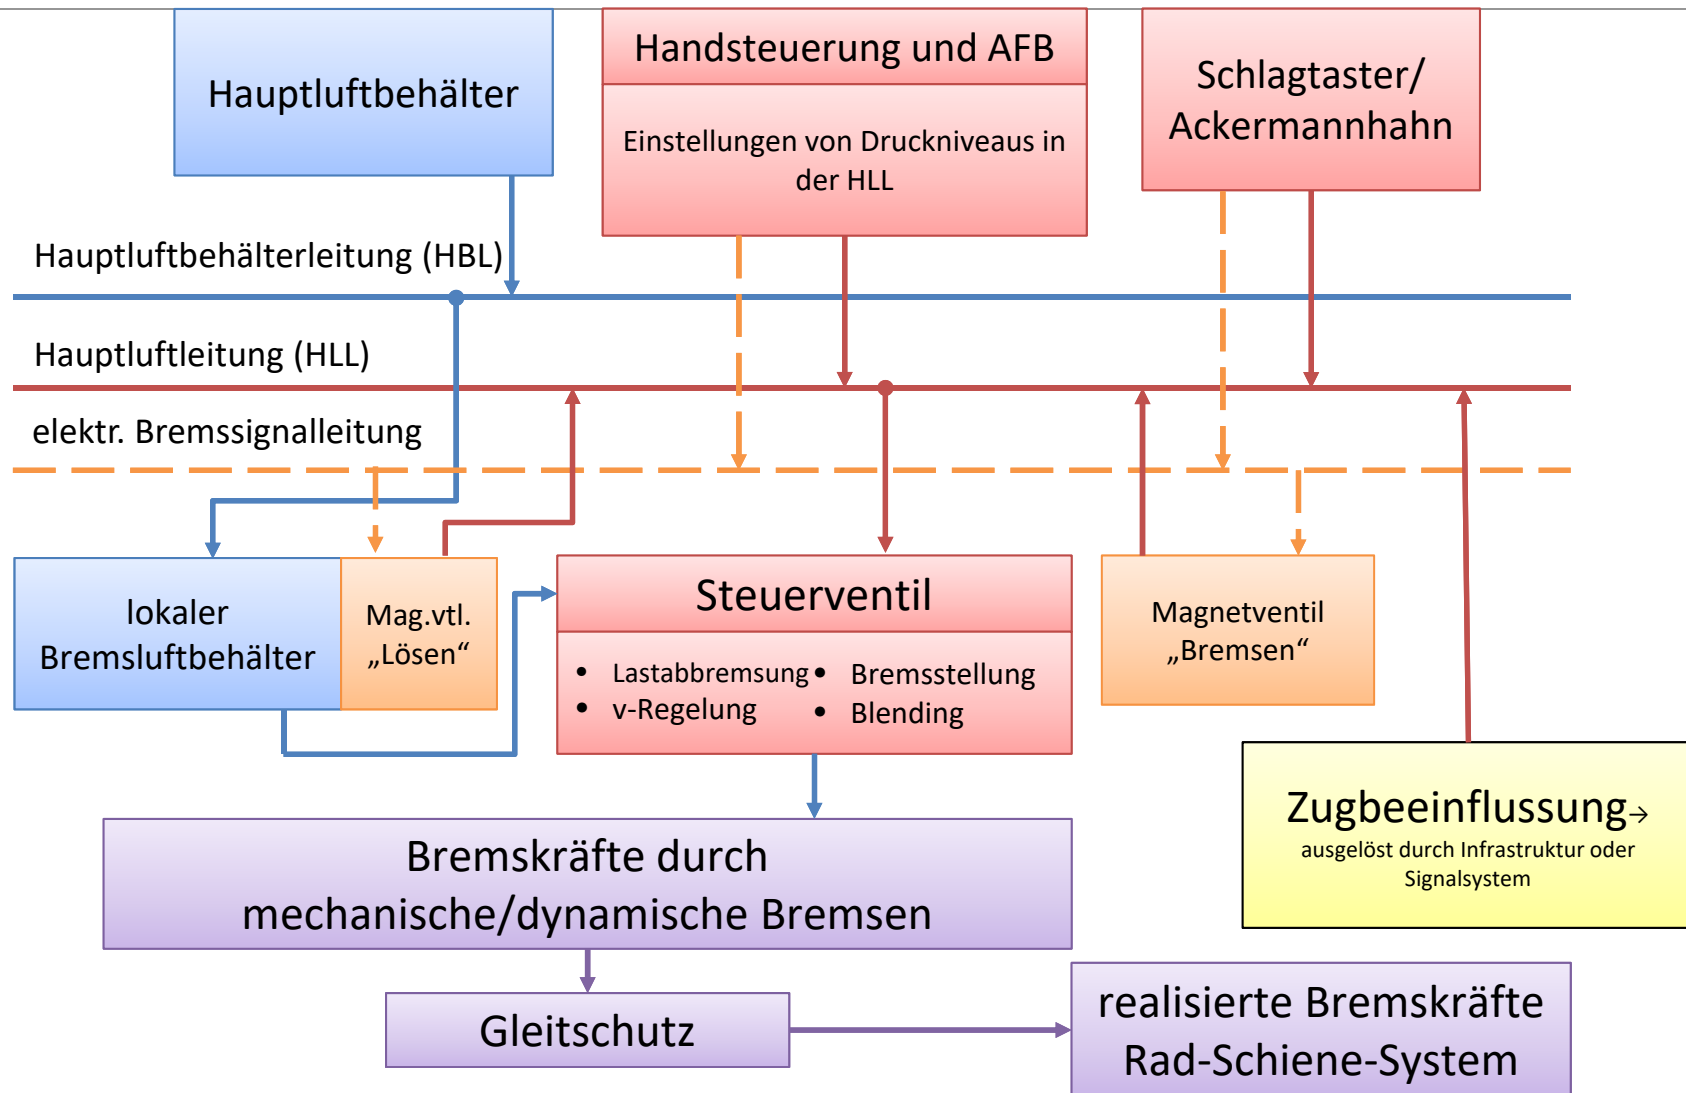 Hauptluftbehälter
Handsteuerung und AFB
Einstellungen von Druckniveaus in
der HLL
Schlagtaster/
Ackermannhahn
Hauptluftbehälterleitung (HBL)
Hauptluftleitung (HLL)
elektr. Bremssignalleitung
lokaler
Bremsluftbehälter
Mag.vtl.
„Lösen“
Steuerventil
• Lastabbremsung
• v-Regelung
• Bremsstellung
• Blending
Magnetventil
„Bremsen“
Zugbeeinflussung→
ausgelöst durch Infrastruktur oder
Signalsystem
Bremskräfte durch
mechanische/dynamische Bremsen
Gleitschutz
realisierte Bremskräfte
Rad-Schiene-System